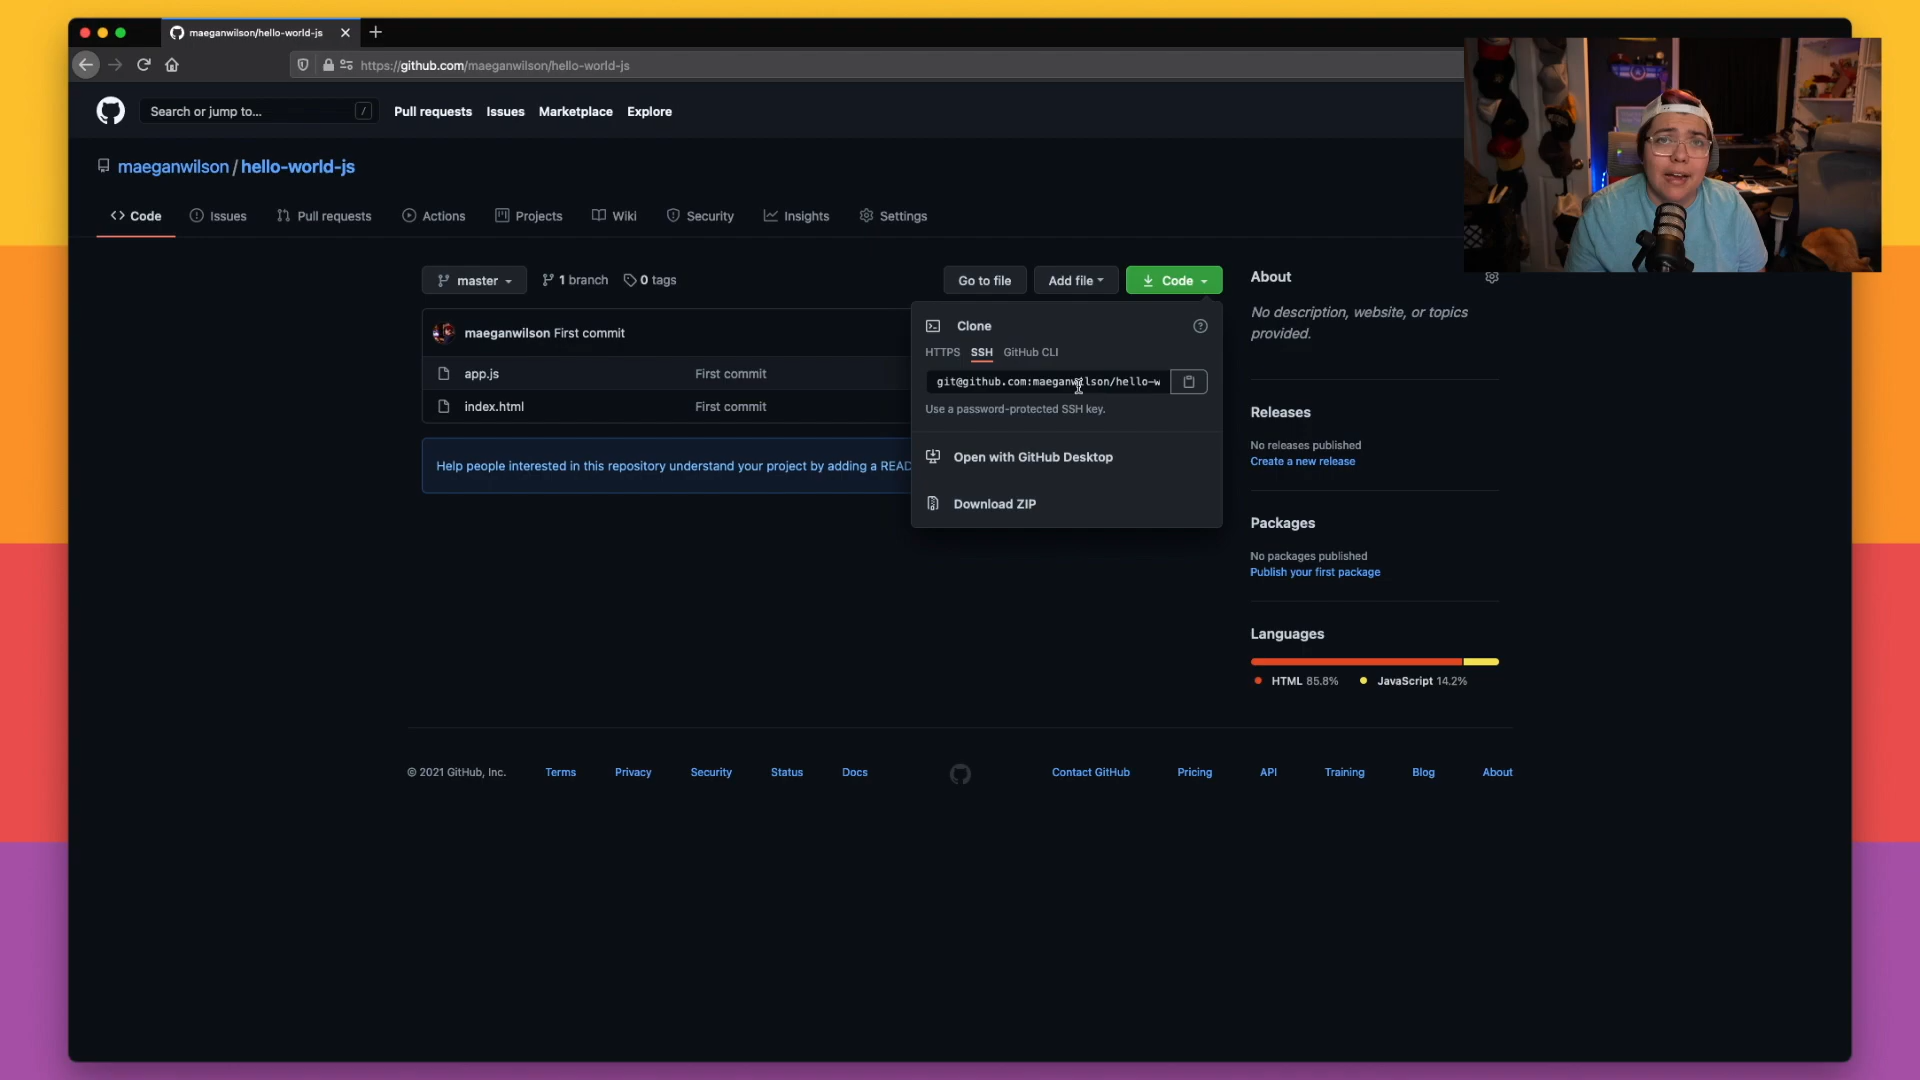 maeganwilson/hello-world-js
https://github.com/maeganwilson/hello-world-js
Search or jump to... /
Pull requests Issues Marketplace Explore
maeganwilson / hello-world-js
Code Issues Pull requests Actions Projects Wiki Security Insights Settings
master 1 branch 0 tags Go to file Add file Code
About
No description, website, or topics
provided.
maeganwilson First commit
app.js First commit
index.html First commit
Help people interested in this repository understand your project by adding a READ
Clone
HTTPS SSH GitHub CLI
git@github.com:maeganwilson/hello-w
Use a password-protected SSH key.
Open with GitHub Desktop
Download ZIP
Releases
No releases published
Create a new release
Packages
No packages published
Publish your first package
Languages
HTML 85.8% JavaScript 14.2%
© 2021 GitHub, Inc. Terms Privacy Security Status Docs Contact GitHub Pricing API Training Blog About